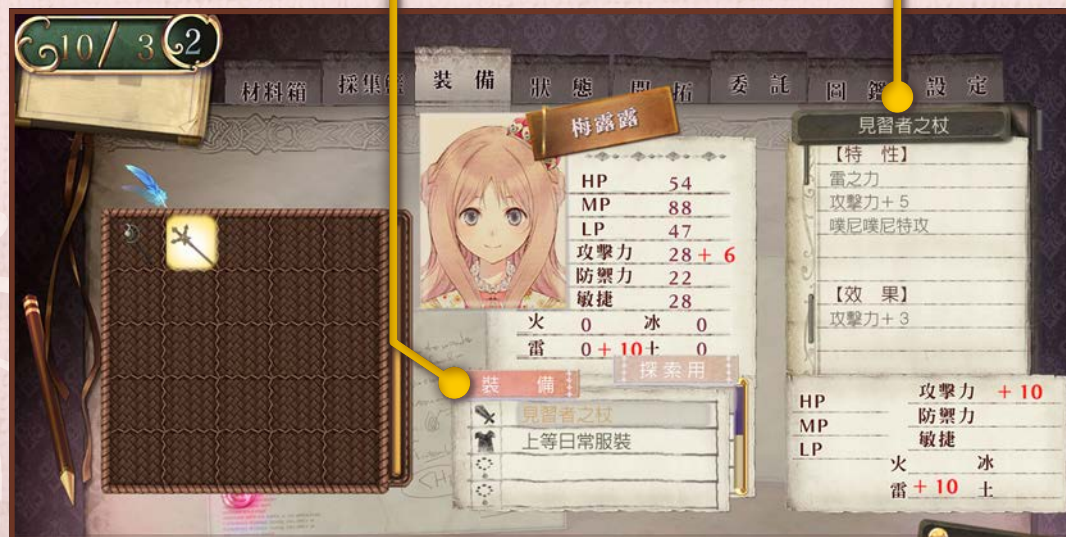 10 / 3 2
材料箱 採集袋 裝備 狀態 開拓 委託 圖鑑 設定
梅露露
HP 54
MP 88
LP 47
攻擊力 28 + 6
防禦力 22
敏捷 28
火 0 冰 0
雷 0 + 10 土 0
裝備 探索用
見習者之杖
上等日常服裝
見習者之杖
【特 性】
雷之力
攻擊力+5
噗尼噗尼特攻
【效 果】
攻擊力+3
HP 攻擊力 + 10
MP 防禦力
LP 敏捷
火 冰
雷 + 10 土